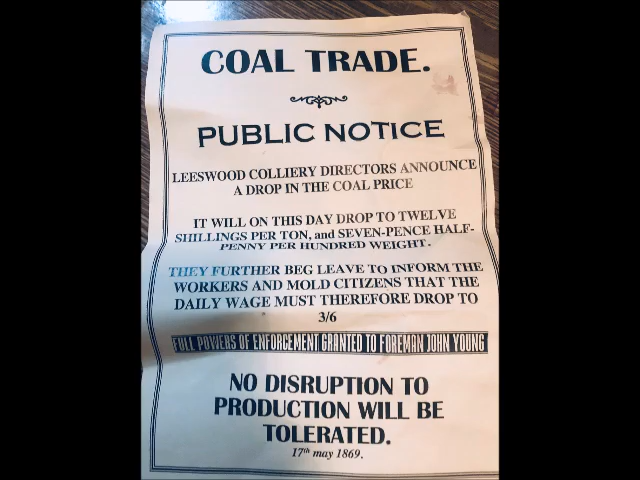 COAL TRADE.
PUBLIC NOTICE
LEESWOOD COLLIERY DIRECTORS ANNOUNCE
A DROP IN THE COAL PRICE
IT WILL ON THIS DAY DROP TO TWELVE
SHILLINGS PER TON, and SEVEN-PENCE HALF-
PENNY PER HUNDRED WEIGHT.
THEY FURTHER BEG LEAVE TO INFORM THE
WORKERS AND MOLD CITIZENS THAT THE
DAILY WAGE MUST THEREFORE DROP TO
3/6
FULL POWERS OF ENFORCEMENT GRANTED TO FOREMAN JOHN YOUNG
NO DISRUPTION TO
PRODUCTION WILL BE
TOLERATED.
17th may 1869.